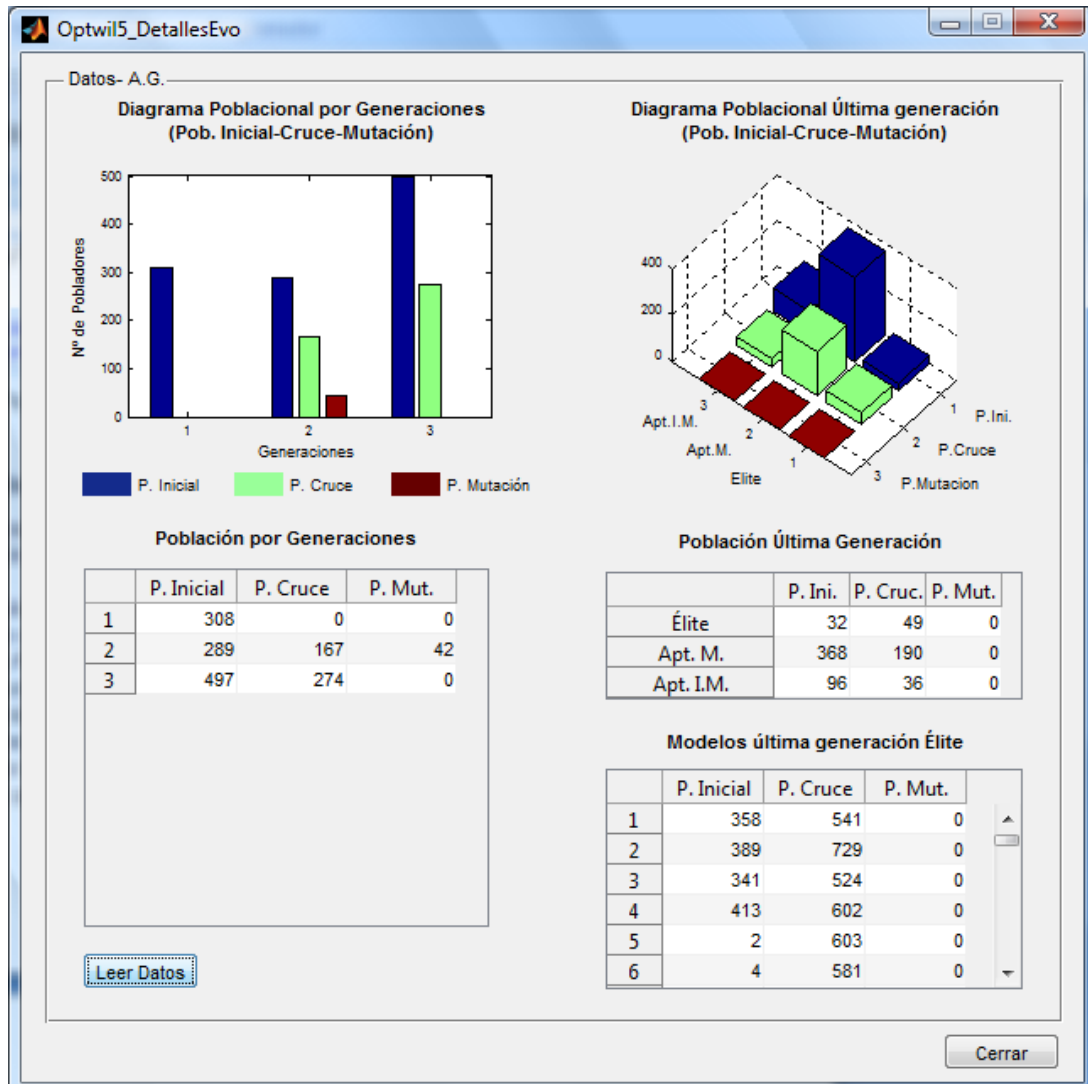 Optwil5_DetallesEvo
Datos- A.G.
Diagrama Poblacional por Generaciones
(Pob. Inicial-Cruce-Mutación)
500
400
300
200
100
0
Nº de Pobladores
1 2 3
Generaciones
P. Inicial P. Cruce P. Mutación
Diagrama Poblacional Última generación
(Pob. Inicial-Cruce-Mutación)
400
200
0
3
2
1
Apt.I.M.
Apt.M.
Elite
1
2
3
P.Ini.
P.Cruce
P.Mutacion
Población por Generaciones
P. Inicial P. Cruce P. Mut.
1 308 0 0
2 289 167 42
3 497 274 0
Leer Datos
Población Última Generación
P. Ini. P. Cruc. P. Mut.
Élite 32 49 0
Apt. M. 368 190 0
Apt. I.M. 96 36 0
Modelos última generación Élite
P. Inicial P. Cruce P. Mut.
1 358 541 0
2 389 729 0
3 341 524 0
4 413 602 0
5 2 603 0
6 4 581 0
Cerrar